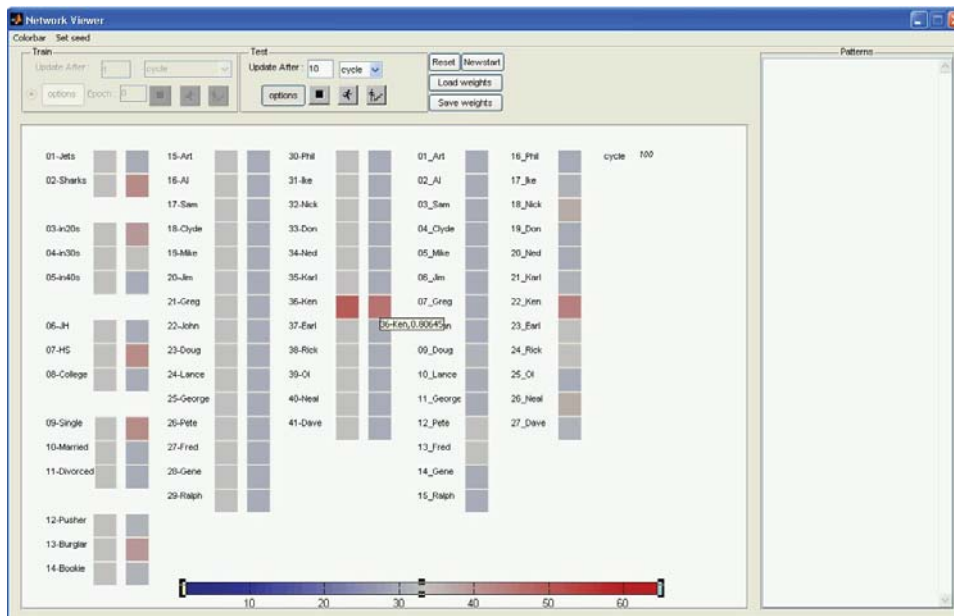 Network Viewer
Colorbar Set seed
Train
Update After : cycle
options Epoch : 0
Test
Update After : 10 cycle
options
Reset Newstart
Load weights
Save weights
Patterns
cycle 100
01-Jets
02-Sharks
03-in20s
04-in30s
05-in40s
06-JH
07-HS
08-College
09-Single
10-Married
11-Divorced
12-Pusher
13-Burglar
14-Bookie
15-Art
16-Al
17-Sam
18-Clyde
19-Mike
20-Jim
21-Greg
22-John
23-Doug
24-Lance
25-George
26-Pete
27-Fred
28-Gene
29-Ralph
30-Phil
31-Ike
32-Nick
33-Don
34-Ned
35-Karl
36-Ken
37-Earl
38-Rick
39-Ol
40-Neal
41-Dave
36-Ken,0.80645
01_Art
02_Al
03_Sam
04_Clyde
05_Mike
06_Jim
07_Greg
09_Doug
10_Lance
11_George
12_Pete
13_Fred
14_Gene
15_Ralph
16_Phil
17_Ike
18_Nick
19_Don
20_Ned
21_Karl
22_Ken
23_Earl
24_Rick
25_Ol
26_Neal
27_Dave
10 20 30 40 50 60